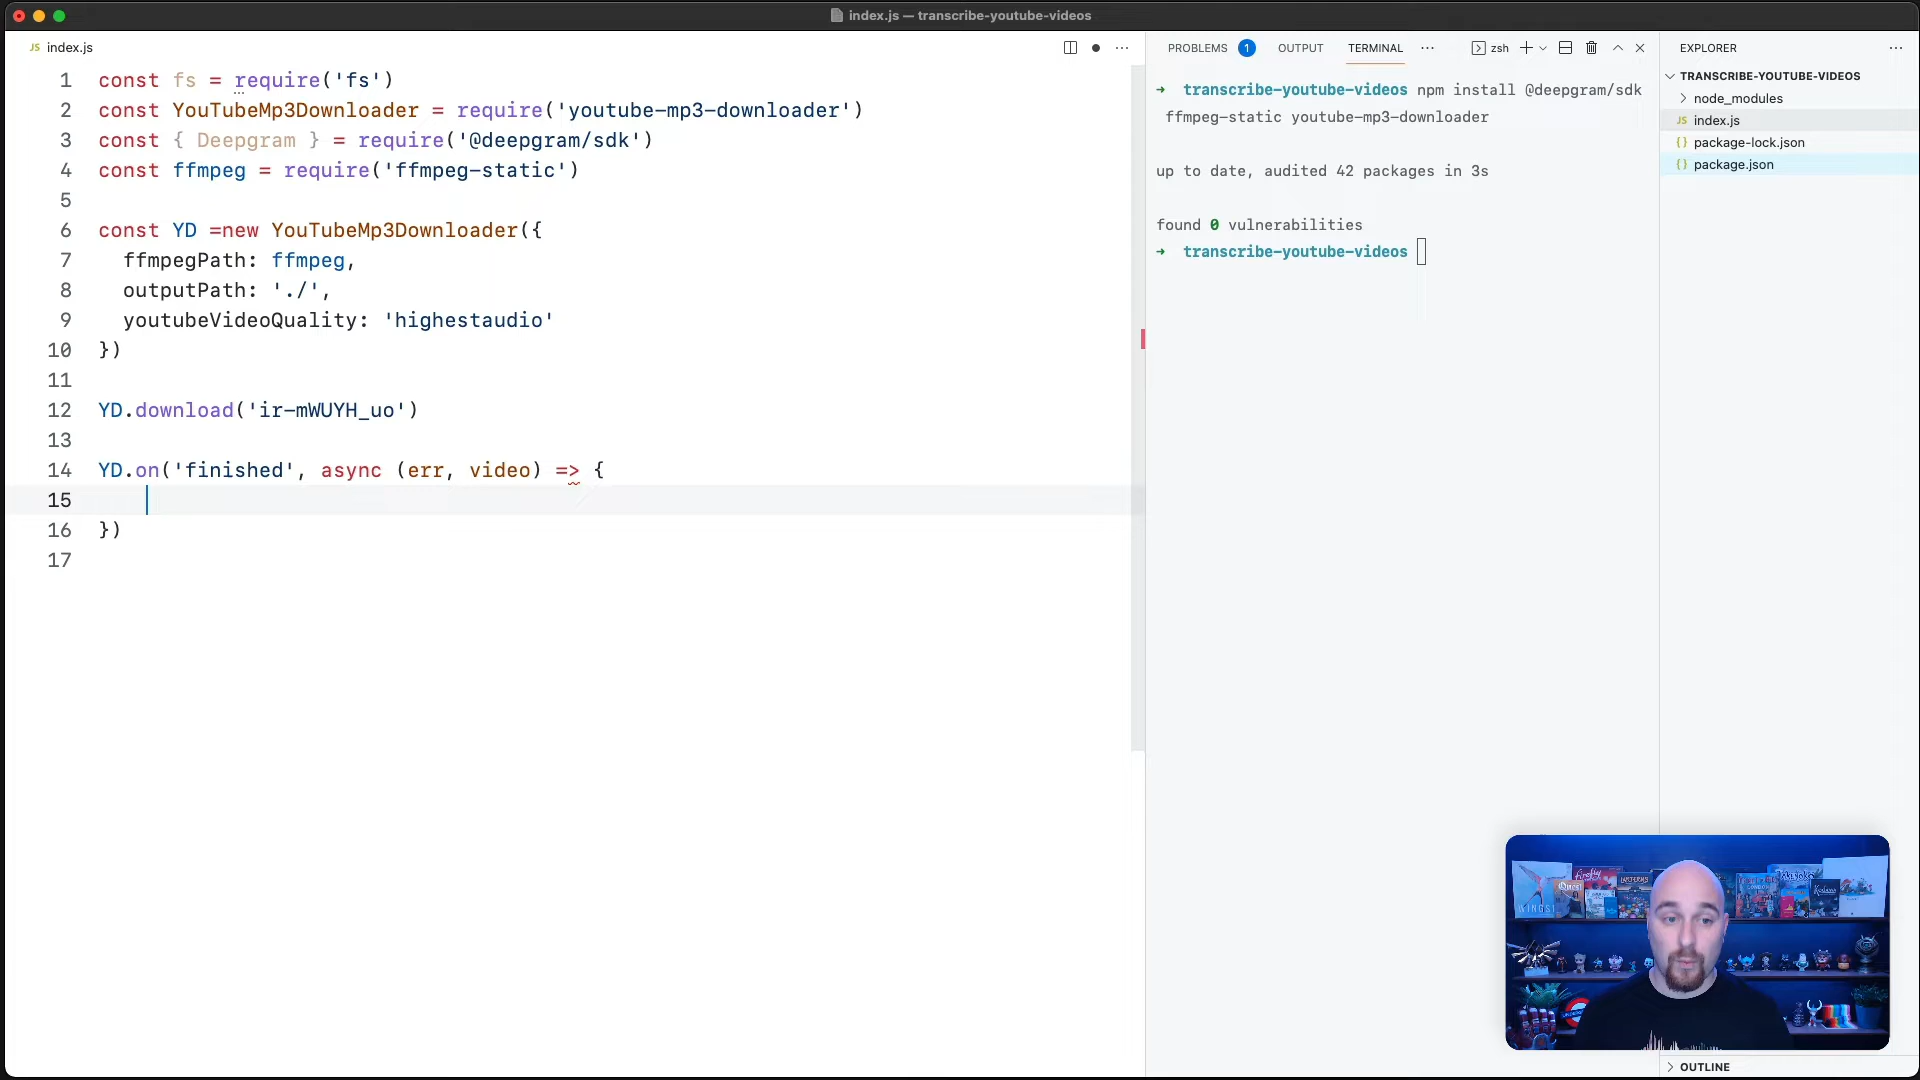 index.js — transcribe-youtube-videos
JS index.js
1 const fs = require('fs')
2 const YouTubeMp3Downloader = require('youtube-mp3-downloader')
3 const { Deepgram } = require('@deepgram/sdk')
4 const ffmpeg = require('ffmpeg-static')
5
6 const YD =new YouTubeMp3Downloader({
7   ffmpegPath: ffmpeg,
8   outputPath: './',
9   youtubeVideoQuality: 'highestaudio'
10 })
11
12 YD.download('ir-mWUYH_uo')
13
14 YD.on('finished', async (err, video) => {
15
16 })
17
PROBLEMS 1 OUTPUT TERMINAL ··· zsh
➜ transcribe-youtube-videos npm install @deepgram/sdk
ffmpeg-static youtube-mp3-downloader
up to date, audited 42 packages in 3s
found 0 vulnerabilities
➜ transcribe-youtube-videos
EXPLORER ···
TRANSCRIBE-YOUTUBE-VIDEOS
node_modules
JS index.js
{} package-lock.json
{} package.json
firefly
Quest
WINGS
OUTLINE